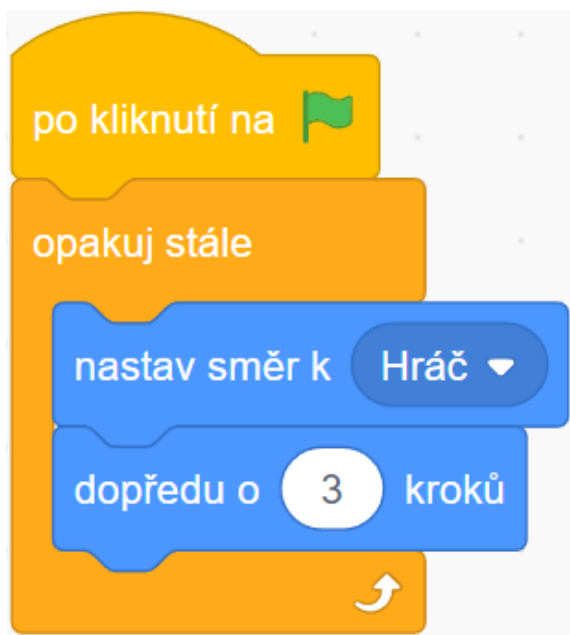 po kliknutí na
opakuj stále
nastav směr k Hráč
dopředu o 3 kroků